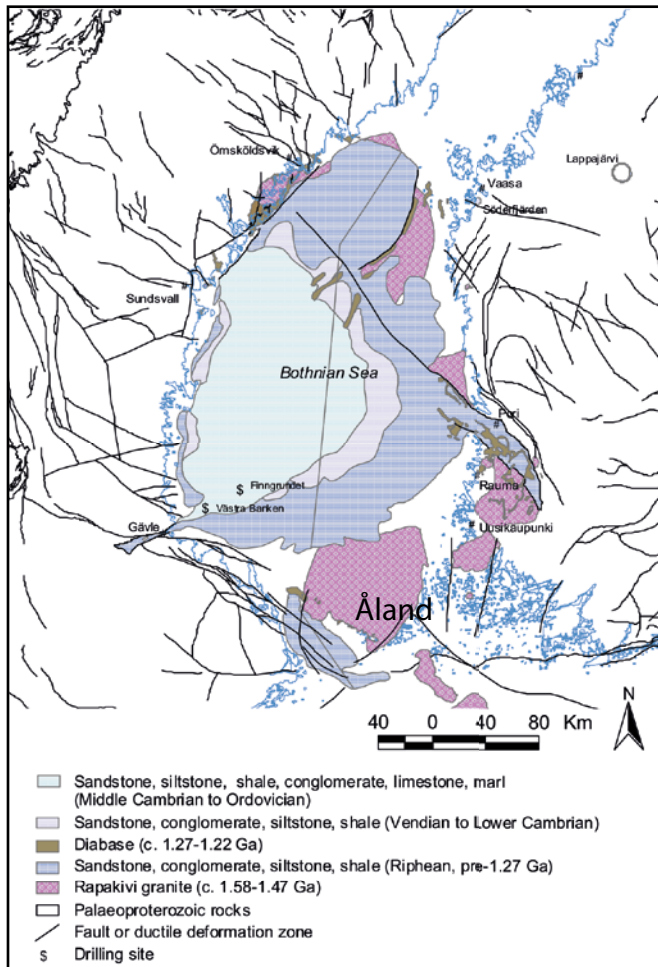 Örnsköldsvik
Lappajärvi
Vaasa
Söderfjärden
Sundsvall
Bothnian Sea
Pori
Finngrundet
Rauma
Västra Banken
Gävle
Uusikaupunki
Åland
N
40 0 40 80 Km
Sandstone, siltstone, shale, conglomerate, limestone, marl
(Middle Cambrian to Ordovician)
Sandstone, conglomerate, siltstone, shale (Vendian to Lower Cambrian)
Diabase (c. 1.27-1.22 Ga)
Sandstone, conglomerate, siltstone, shale (Riphean, pre-1.27 Ga)
Rapakivi granite (c. 1.58-1.47 Ga)
Palaeoproterozoic rocks
Fault or ductile deformation zone
$ Drilling site